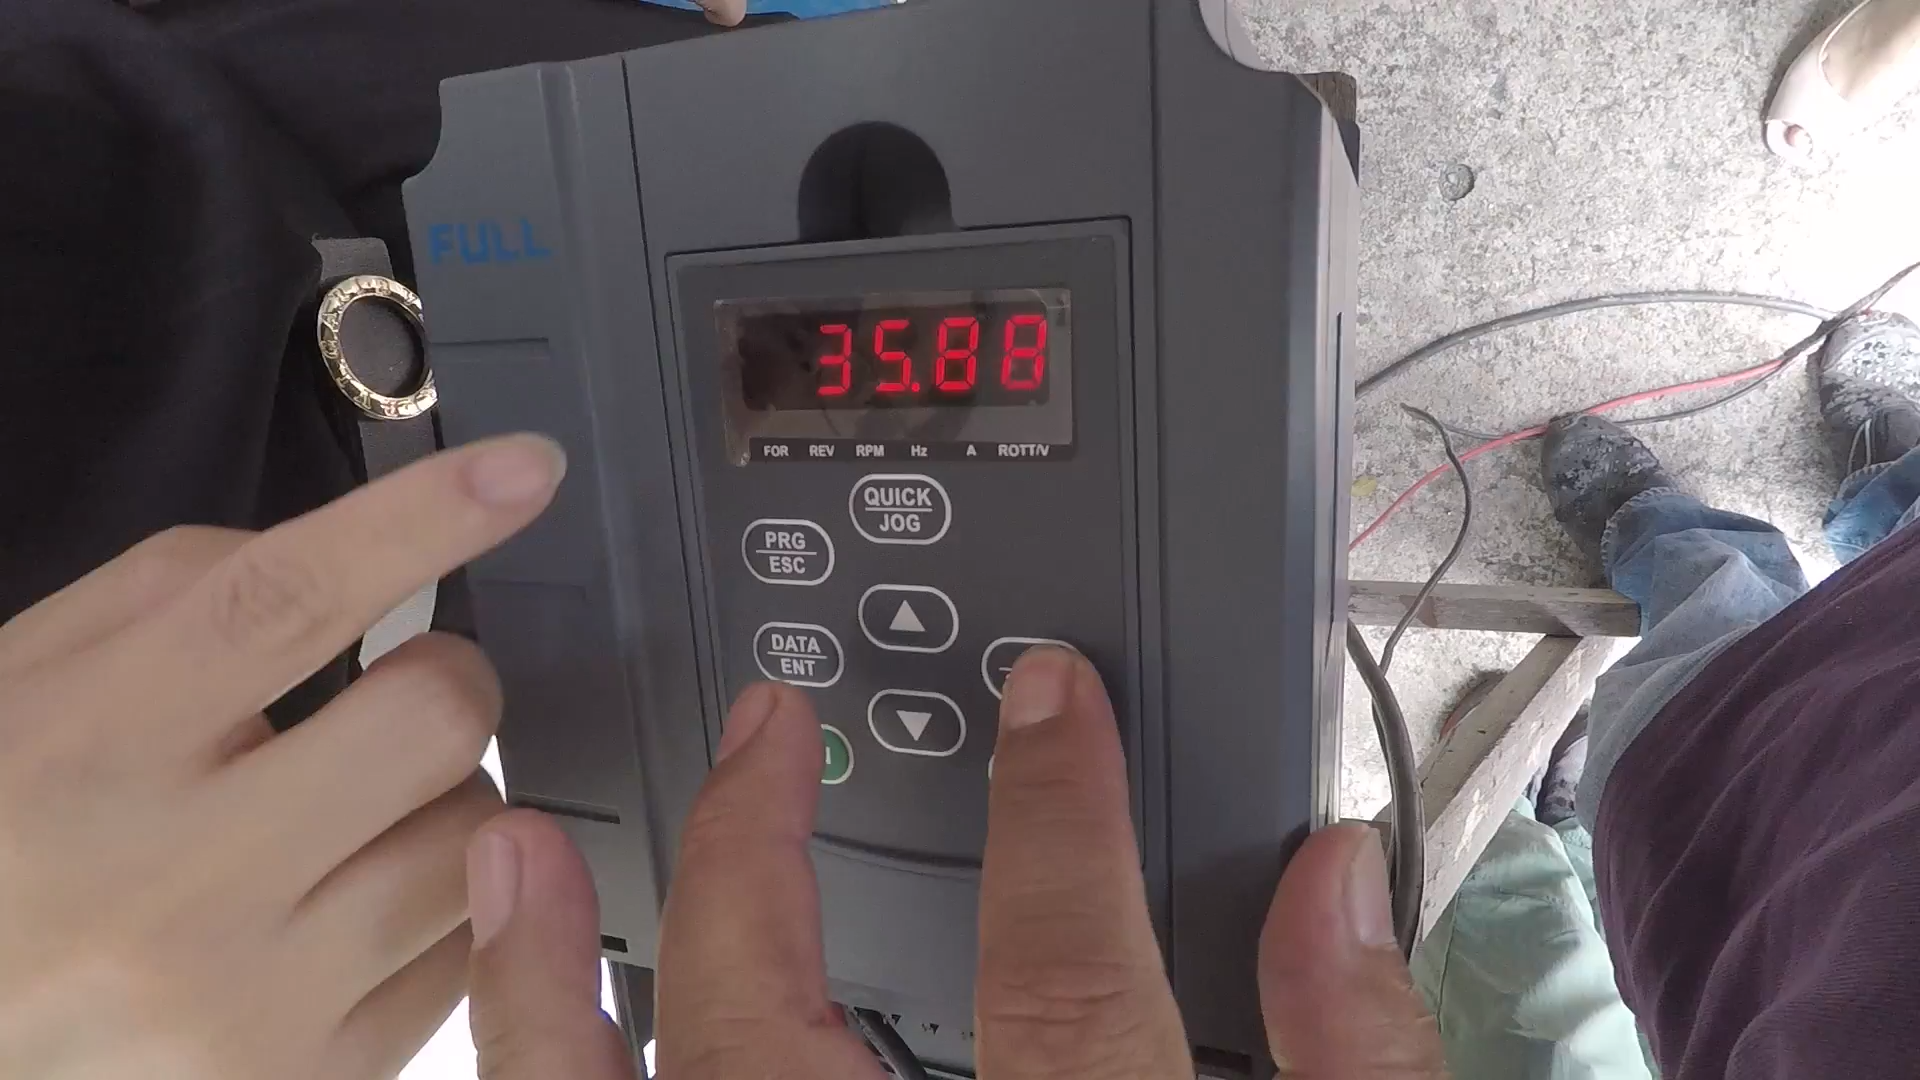 FULL
35.88
FOR REV RPM Hz A ROTT/V
QUICK
JOG
PRG
ESC
DATA
ENT